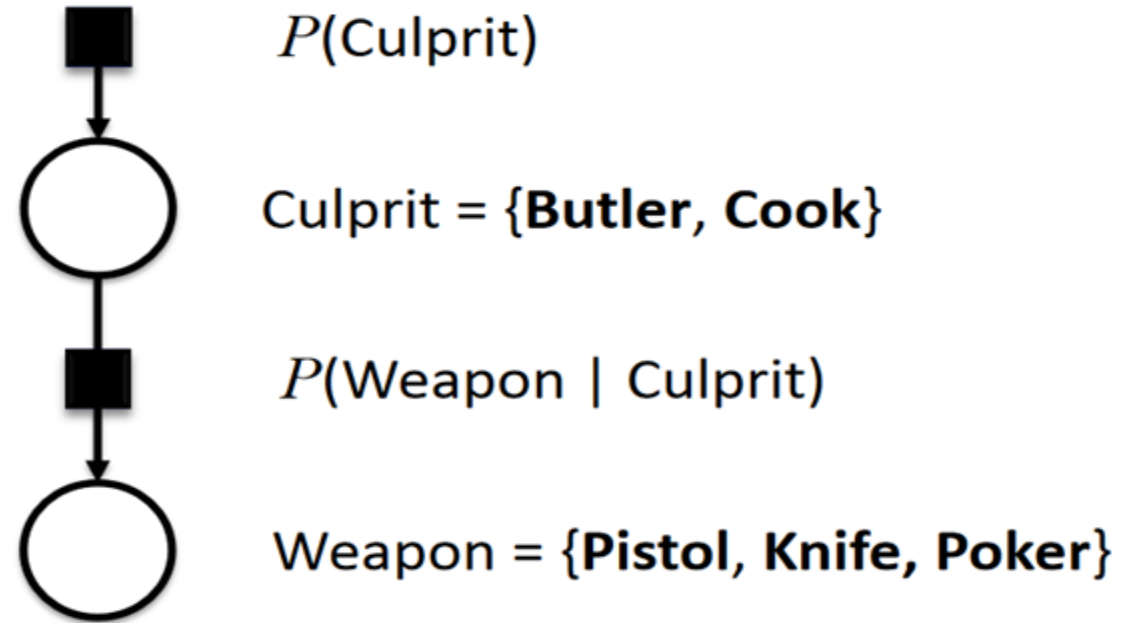 P(Culprit)
Culprit = {Butler, Cook}
P(Weapon | Culprit)
Weapon = {Pistol, Knife, Poker}